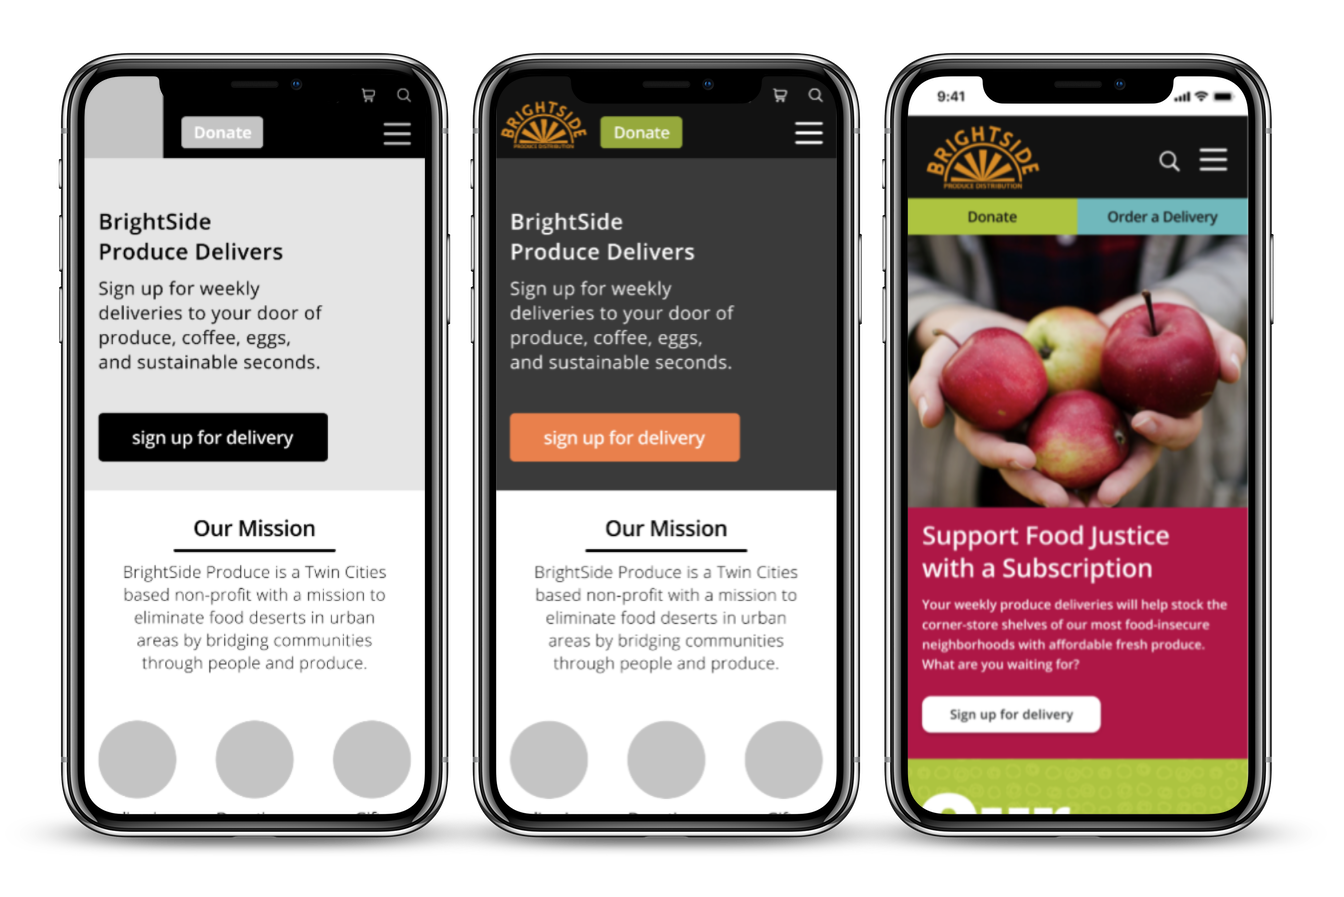 Donate
BrightSide
Produce Delivers
Sign up for weekly
deliveries to your door of
produce, coffee, eggs,
and sustainable seconds.
sign up for delivery
Our Mission
BrightSide Produce is a Twin Cities
based non-profit with a mission to
eliminate food deserts in urban
areas by bridging communities
through people and produce.
BRIGHTSIDE
PRODUCE DISTRIBUTION
Donate
BrightSide
Produce Delivers
Sign up for weekly
deliveries to your door of
produce, coffee, eggs,
and sustainable seconds.
sign up for delivery
Our Mission
BrightSide Produce is a Twin Cities
based non-profit with a mission to
eliminate food deserts in urban
areas by bridging communities
through people and produce.
9:41
BRIGHTSIDE
PRODUCE DISTRIBUTION
Donate
Order a Delivery
Support Food Justice
with a Subscription
Your weekly produce deliveries will help stock the
corner-store shelves of our most food-insecure
neighborhoods with affordable fresh produce.
What are you waiting for?
Sign up for delivery